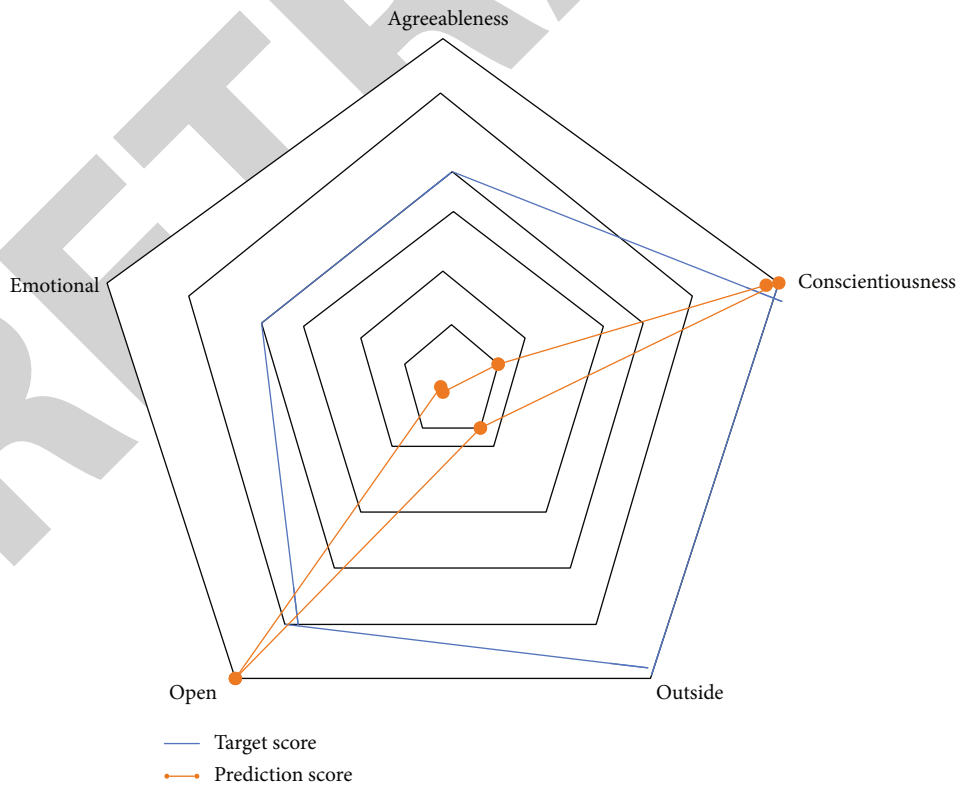 Agreeableness
Emotional
Conscientiousness
Open
Outside
Target score
Prediction score